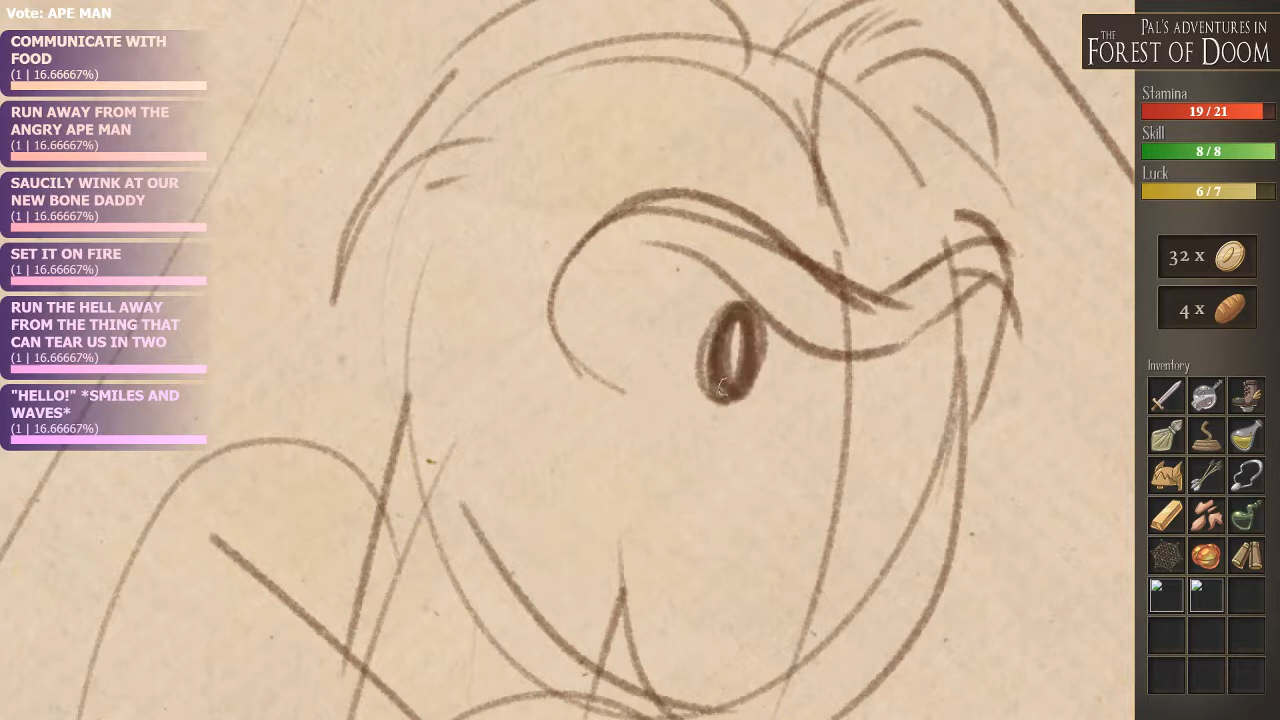 Vote: APE MAN
COMMUNICATE WITH
FOOD
(1 | 16.66667%)
RUN AWAY FROM THE
ANGRY APE MAN
(1 | 16.66667%)
SAUCILY WINK AT OUR
NEW BONE DADDY
(1 | 16.66667%)
SET IT ON FIRE
(1 | 16.66667%)
RUN THE HELL AWAY
FROM THE THING THAT
CAN TEAR US IN TWO
(1 | 16.66667%)
"HELLO!" *SMILES AND
WAVES*
(1 | 16.66667%)
PAL'S ADVENTURES IN
THE FOREST OF DOOM
Stamina
19 / 21
Skill
8 / 8
Luck
6 / 7
32 x
4 x
Inventory